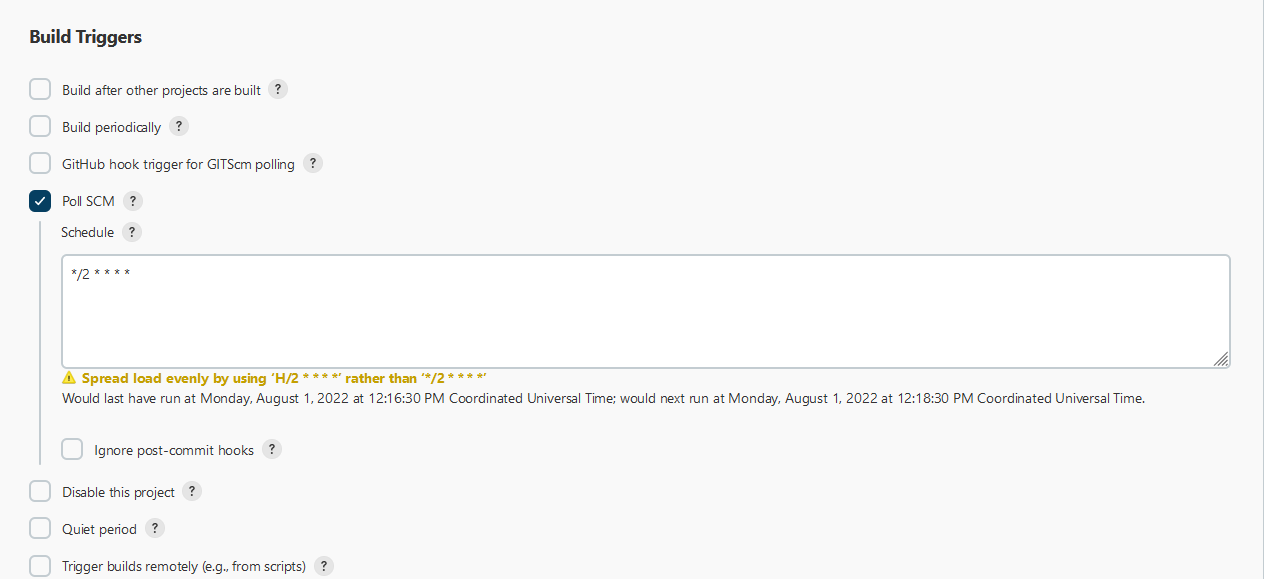 Build Triggers
Build after other projects are built ?
Build periodically ?
GitHub hook trigger for GITScm polling ?
Poll SCM ?
Schedule ?
*/2 * * * *
Spread load evenly by using ‘H/2 * * * *’ rather than ‘*/2 * * * *’
Would last have run at Monday, August 1, 2022 at 12:16:30 PM Coordinated Universal Time; would next run at Monday, August 1, 2022 at 12:18:30 PM Coordinated Universal Time.
Ignore post-commit hooks ?
Disable this project ?
Quiet period ?
Trigger builds remotely (e.g., from scripts) ?